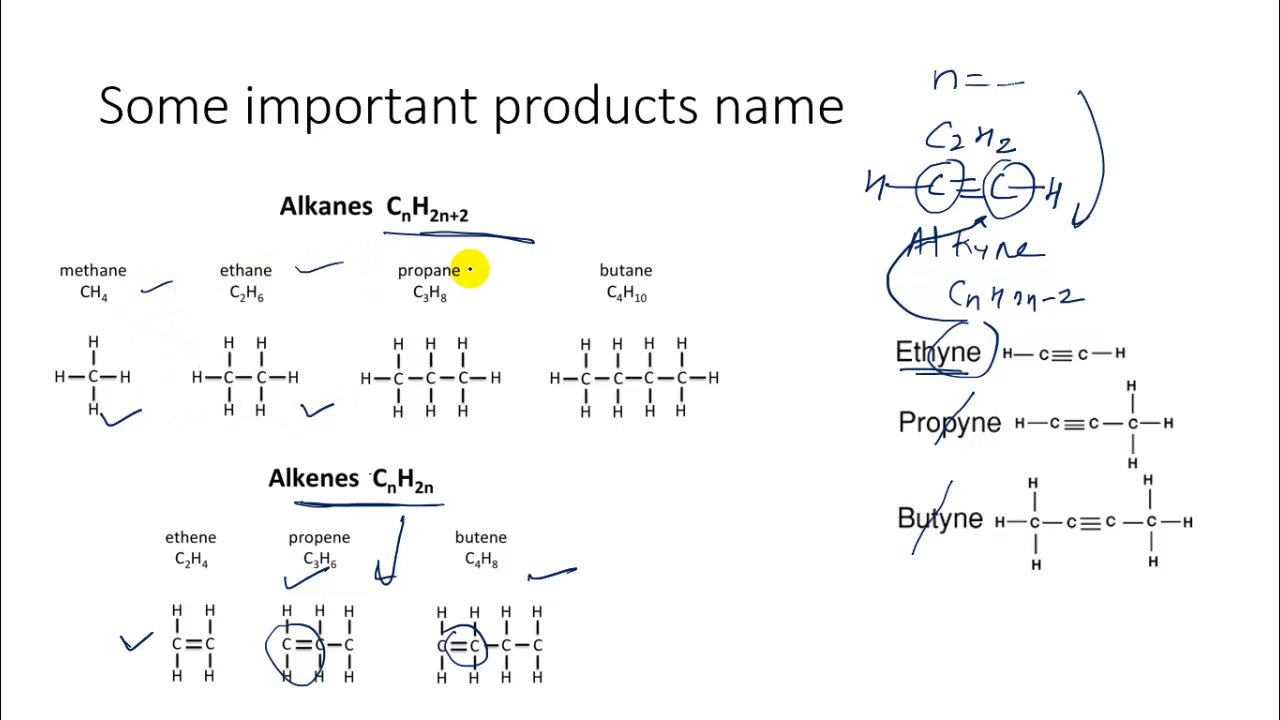 Some important products name
n = —
C2H2
H—C≡C—H
Alkyne
CnH2n-2
Alkanes CnH2n+2
methane ethane propane butane
CH4 C2H6 C3H8 C4H10
H H H H H H H H H H
H—C—H H—C—C—H H—C—C—C—H H—C—C—C—C—H
H H H H H H H H H H
Ethyne H—C≡C—H
H
Propyne H—C≡C—C—H
H
H H
Butyne H—C—C≡C—C—H
H H
Alkenes CnH2n
ethene propene butene
C2H4 C3H6 C4H8
H H H H H H H H H
C=C C=C—C C=C—C—C
H H H H H H H H H